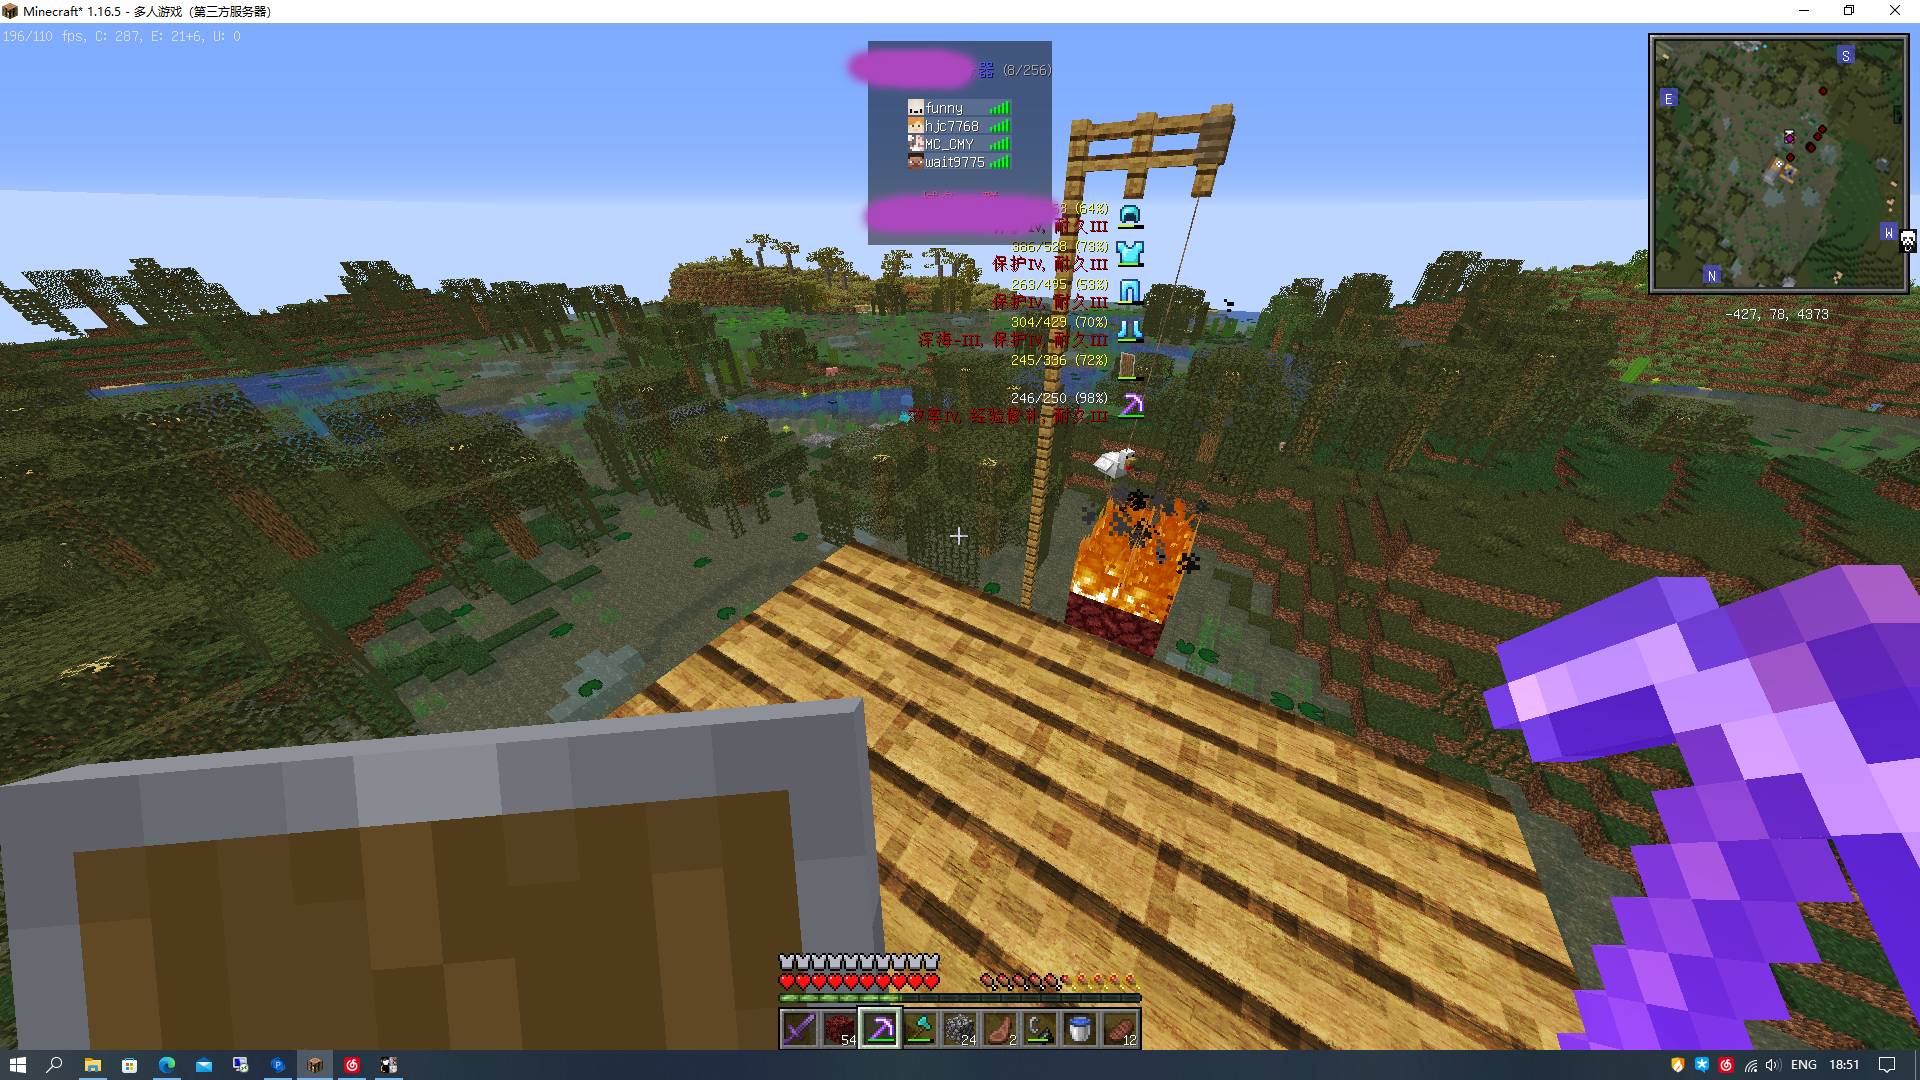 Minecraft* 1.16.5 - 多人游戏（第三方服务器）
196/110 fps, C: 287, E: 21+6, U: 0
(8/256)
funny
hjc7768
MC_CMY
wait9775
(64%)
耐久III
386/528 (73%)
保护IV, 耐久III
263/495 (53%)
保护IV, 耐久III
304/429 (70%)
深海-III, 保护IV, 耐久III
245/336 (72%)
246/250 (98%)
效率IV, 经验修补, 耐久III
S
E
W
N
-427, 78, 4373
54
24
2
12
ENG
18:51